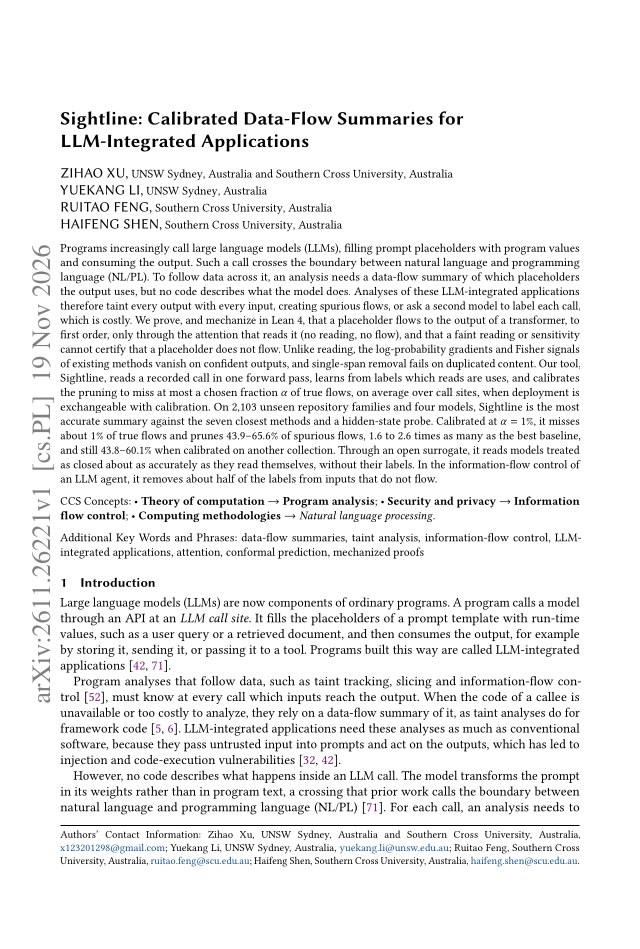 Sightline: Calibrated Data-Flow Summaries for
LLM-Integrated Applications
ZIHAO XU, UNSW Sydney, Australia and Southern Cross University, Australia
YUEKANG LI, UNSW Sydney, Australia
RUITAO FENG, Southern Cross University, Australia
HAIFENG SHEN, Southern Cross University, Australia
Programs increasingly call large language models (LLMs), filling prompt placeholders with program values
and consuming the output. Such a call crosses the boundary between natural language and programming
language (NL/PL). To follow data across it, an analysis needs a data-flow summary of which placeholders
the output uses, but no code describes what the model does. Analyses of these LLM-integrated applications
therefore taint every output with every input, creating spurious flows, or ask a second model to label each call,
which is costly. We prove, and mechanize in Lean 4, that a placeholder flows to the output of a transformer, to
first order, only through the attention that reads it (no reading, no flow), and that a faint reading or sensitivity
cannot certify that a placeholder does not flow. Unlike reading, the log-probability gradients and Fisher signals
of existing methods vanish on confident outputs, and single-span removal fails on duplicated content. Our tool,
Sightline, reads a recorded call in one forward pass, learns from labels which reads are uses, and calibrates
the pruning to miss at most a chosen fraction α of true flows, on average over call sites, when deployment is
exchangeable with calibration. On 2,103 unseen repository families and four models, Sightline is the most
accurate summary against the seven closest methods and a hidden-state probe. Calibrated at α = 1%, it misses
about 1% of true flows and prunes 43.9–65.6% of spurious flows, 1.6 to 2.6 times as many as the best baseline,
and still 43.8–60.1% when calibrated on another collection. Through an open surrogate, it reads models treated
as closed about as accurately as they read themselves, without their labels. In the information-flow control of
an LLM agent, it removes about half of the labels from inputs that do not flow.
CCS Concepts: • Theory of computation → Program analysis; • Security and privacy → Information
flow control; • Computing methodologies → Natural language processing.
Additional Key Words and Phrases: data-flow summaries, taint analysis, information-flow control, LLM-
integrated applications, attention, conformal prediction, mechanized proofs
1 Introduction
Large language models (LLMs) are now components of ordinary programs. A program calls a model
through an API at an LLM call site. It fills the placeholders of a prompt template with run-time
values, such as a user query or a retrieved document, and then consumes the output, for example
by storing it, sending it, or passing it to a tool. Programs built this way are called LLM-integrated
applications [42, 71].
Program analyses that follow data, such as taint tracking, slicing and information-flow con-
trol [52], must know at every call which inputs reach the output. When the code of a callee is
unavailable or too costly to analyze, they rely on a data-flow summary of it, as taint analyses do for
framework code [5, 6]. LLM-integrated applications need these analyses as much as conventional
software, because they pass untrusted input into prompts and act on the outputs, which has led to
injection and code-execution vulnerabilities [32, 42].
However, no code describes what happens inside an LLM call. The model transforms the prompt
in its weights rather than in program text, a crossing that prior work calls the boundary between
natural language and programming language (NL/PL) [71]. For each call, an analysis needs to
Authors' Contact Information: Zihao Xu, UNSW Sydney, Australia and Southern Cross University, Australia,
x123201298@gmail.com; Yuekang Li, UNSW Sydney, Australia, yuekang.li@unsw.edu.au; Ruitao Feng, Southern Cross
University, Australia, ruitao.feng@scu.edu.au; Haifeng Shen, Southern Cross University, Australia, haifeng.shen@scu.edu.au.
arXiv:2611.26221v1 [cs.PL] 19 Nov 2026